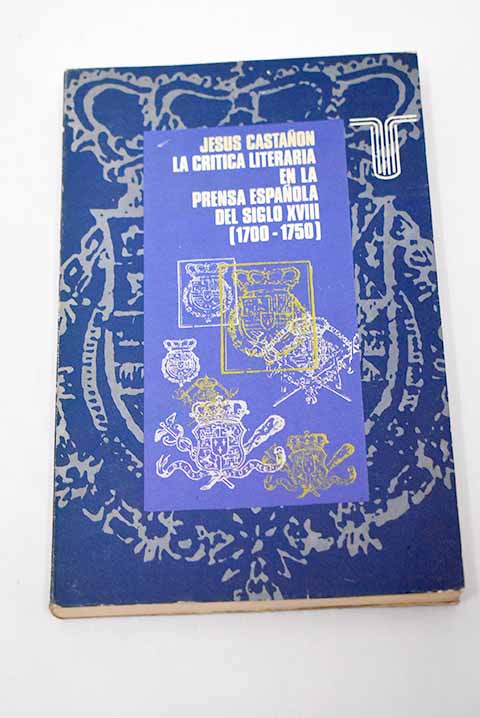 JESUS CASTAÑON
LA CRITICA LITERARIA
EN LA
PRENSA ESPAÑOLA
DEL SIGLO XVIII
(1700-1750)